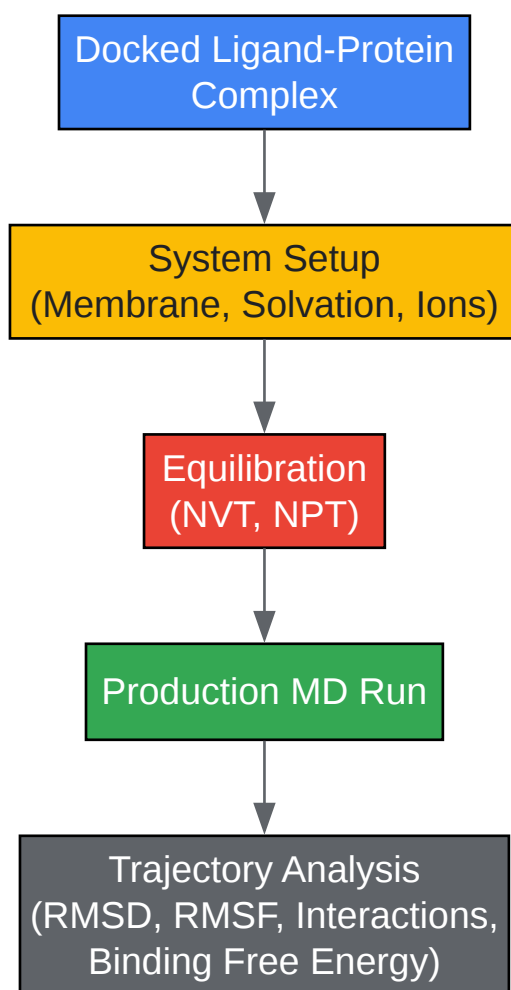 Docked Ligand-Protein
Complex
System Setup
(Membrane, Solvation, Ions)
Equilibration
(NVT, NPT)
Production MD Run
Trajectory Analysis
(RMSD, RMSF, Interactions,
Binding Free Energy)